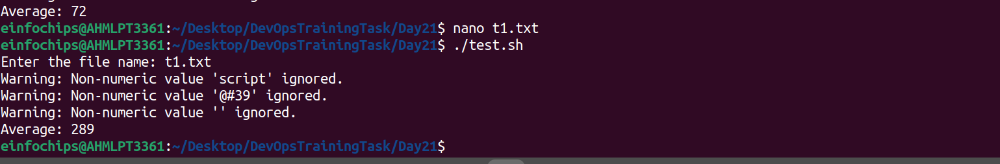 Average: 72
einfochips@AHMLPT3361:~/Desktop/DevOpsTrainingTask/Day21$ nano t1.txt
einfochips@AHMLPT3361:~/Desktop/DevOpsTrainingTask/Day21$ ./test.sh
Enter the file name: t1.txt
Warning: Non-numeric value 'script' ignored.
Warning: Non-numeric value '@#39' ignored.
Warning: Non-numeric value '' ignored.
Average: 289
einfochips@AHMLPT3361:~/Desktop/DevOpsTrainingTask/Day21$